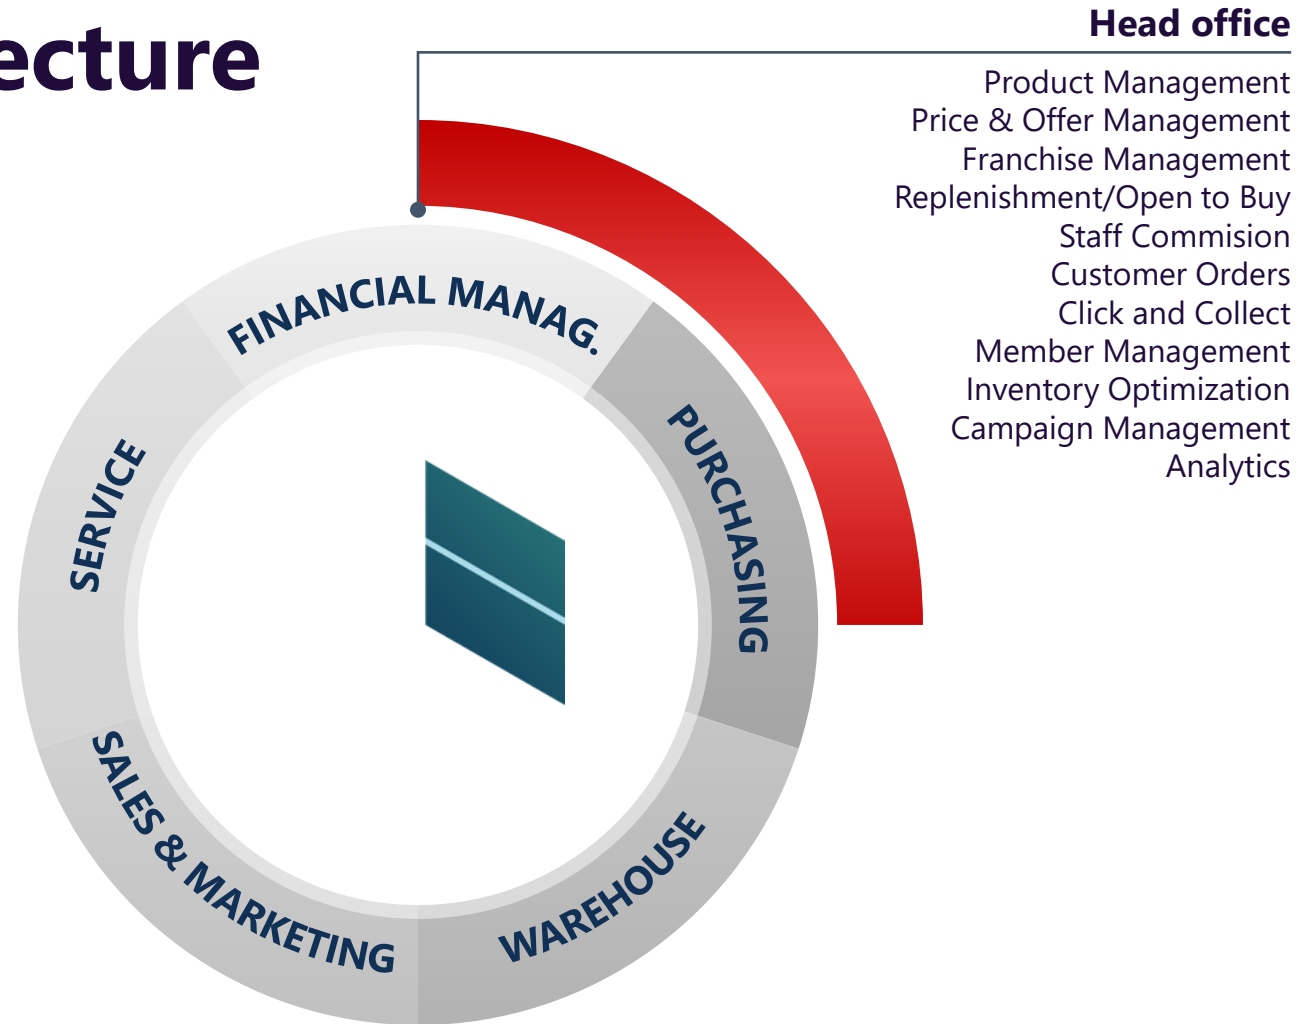 ecture
Head office
Product Management
Price & Offer Management
Franchise Management
Replenishment/Open to Buy
Staff Commision
Customer Orders
Click and Collect
Member Management
Inventory Optimization
Campaign Management
Analytics
FINANCIAL MANAG.
PURCHASING
WAREHOUSE
SALES & MARKETING
SERVICE